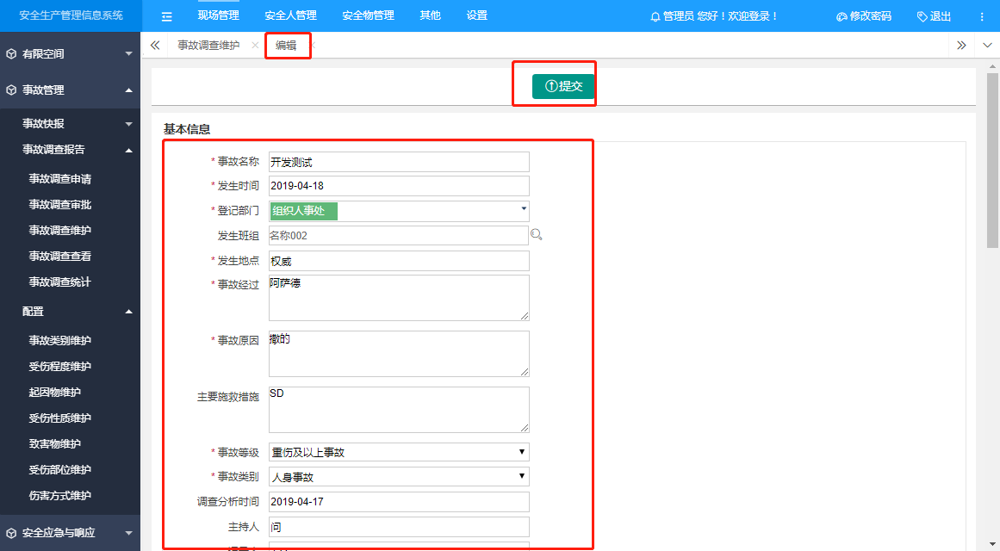 安全生产管理信息系统
现场管理 安全人管理 安全物管理 其他 设置
管理员 您好！欢迎登录！ 修改密码 退出
有限空间
事故管理
事故快报
事故调查报告
事故调查申请
事故调查审批
事故调查维护
事故调查查看
事故调查统计
配置
事故类别维护
受伤程度维护
起因物维护
受伤性质维护
致害物维护
受伤部位维护
伤害方式维护
安全应急与响应
事故调查维护 编辑
提交
基本信息
* 事故名称 开发测试
* 发生时间 2019-04-18
* 登记部门 组织人事处
发生班组 名称002
* 发生地点 权威
* 事故经过 阿萨德
* 事故原因 撒的
主要施救措施 SD
* 事故等级 重伤及以上事故
* 事故类别 人身事故
调查分析时间 2019-04-17
主持人 问